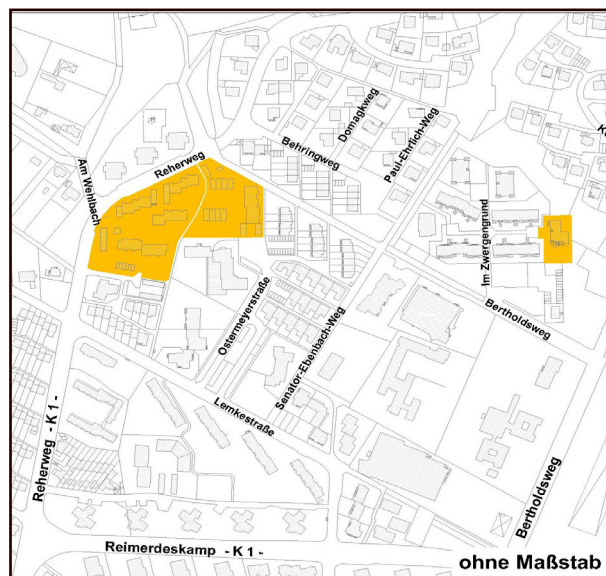 Domagkweg
Paul-Ehrlich-Weg
Behringweg
Reherweg
Am Wehlbach
Im Zwergengrund
Bertholdsweg
Ostermeyerstraße
Senator-Ebenbach-Weg
Lemkestraße
Reherweg - K 1 -
Bertholdsweg
Reimerdeskamp - K 1 -
ohne Maßstab